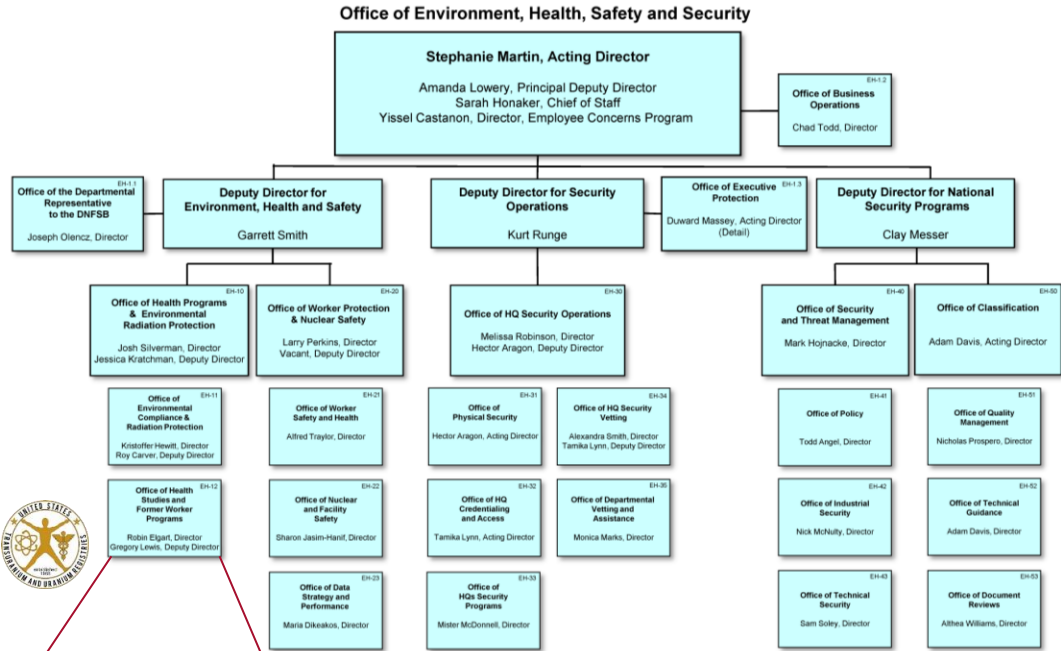 Office of Environment, Health, Safety and Security
Stephanie Martin, Acting Director
Amanda Lowery, Principal Deputy Director
Sarah Honaker, Chief of Staff
Yissel Castanon, Director, Employee Concerns Program
EH-1.2
Office of Business
Operations
Chad Todd, Director
EH-1.1
Office of the Departmental
Representative
to the DNFSB
Joseph Olencz, Director
Deputy Director for
Environment, Health and Safety
Garrett Smith
Deputy Director for Security
Operations
Kurt Runge
EH-1.3
Office of Executive
Protection
Duward Massey, Acting Director
(Detail)
Deputy Director for National
Security Programs
Clay Messer
EH-10
Office of Health Programs
& Environmental
Radiation Protection
Josh Silverman, Director
Jessica Kratchman, Deputy Director
EH-20
Office of Worker Protection
& Nuclear Safety
Larry Perkins, Director
Vacant, Deputy Director
EH-30
Office of HQ Security Operations
Melissa Robinson, Director
Hector Aragon, Deputy Director
EH-40
Office of Security
and Threat Management
Mark Hojnacke, Director
EH-50
Office of Classification
Adam Davis, Acting Director
EH-11
Office of
Environmental
Compliance &
Radiation Protection
Kristoffer Hewitt, Director
Roy Carver, Deputy Director
EH-21
Office of Worker
Safety and Health
Alfred Traylor, Director
EH-31
Office of
Physical Security
Hector Aragon, Acting Director
EH-34
Office of HQ Security
Vetting
Alexandra Smith, Director
Tamika Lynn, Deputy Director
EH-41
Office of Policy
Todd Angel, Director
EH-51
Office of Quality
Management
Nicholas Prospero, Director
EH-12
Office of Health
Studies and
Former Worker
Programs
Robin Elgart, Director
Gregory Lewis, Deputy Director
EH-22
Office of Nuclear
and Facility
Safety
Sharon Jasim-Hanif, Director
EH-32
Office of HQ
Credentialing
and Access
Tamika Lynn, Acting Director
EH-35
Office of Departmental
Vetting and
Assistance
Monica Marks, Director
EH-42
Office of Industrial
Security
Nick McNulty, Director
EH-52
Office of Technical
Guidance
Adam Davis, Director
EH-23
Office of Data
Strategy and
Performance
Maria Dikeakos, Director
EH-33
Office of
HQs Security
Programs
Mister McDonnell, Director
EH-43
Office of Technical
Security
Sam Soley, Director
EH-53
Office of Document
Reviews
Althea Williams, Director
UNITED STATES
TRANSURANIUM AND URANIUM REGISTRIES
established
1968